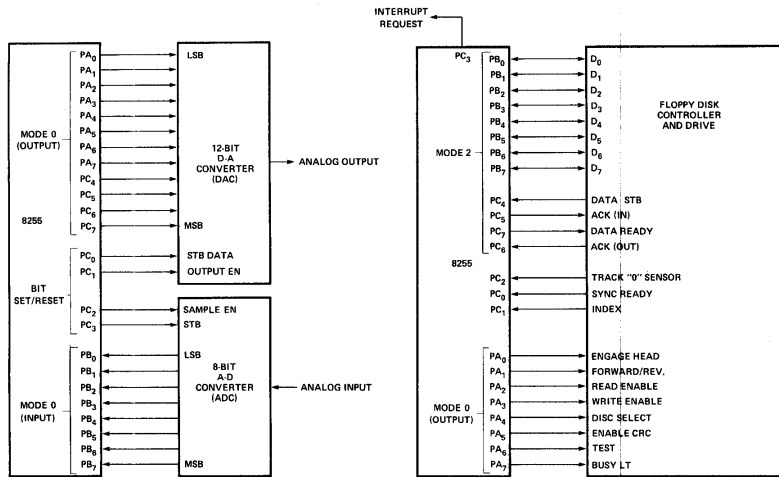 PA0 LSB
PA1
PA2
PA3
PA4
MODE 0
(OUTPUT)
PA5
PA6
PA7
PC4
PC5
PC6
PC7 MSB
12-BIT
D-A
CONVERTER
(DAC)
ANALOG OUTPUT
8255
PC0 STB DATA
PC1 OUTPUT EN
BIT
SET/RESET
PC2 SAMPLE EN
PC3 STB
PB0 LSB
PB1
PB2
PB3
MODE 0
(INPUT)
PB4
PB5
PB6
PB7 MSB
8-BIT
A-D
CONVERTER
(ADC)
ANALOG INPUT
INTERRUPT
REQUEST
PC3
PB0 D0
PB1 D1
PB2 D2
PB3 D3
PB4 D4
PB5 D5
PB6 D6
PB7 D7
MODE 2
FLOPPY DISK
CONTROLLER
AND DRIVE
PC4 DATA STB
PC5 ACK (IN)
PC7 DATA READY
PC6 ACK (OUT)
8255
PC2 TRACK "0" SENSOR
PC0 SYNC READY
PC1 INDEX
PA0 ENGAGE HEAD
PA1 FORWARD/REV.
PA2 READ ENABLE
PA3 WRITE ENABLE
MODE 0
(OUTPUT)
PA4 DISC SELECT
PA5 ENABLE CRC
PA6 TEST
PA7 BUSY LT